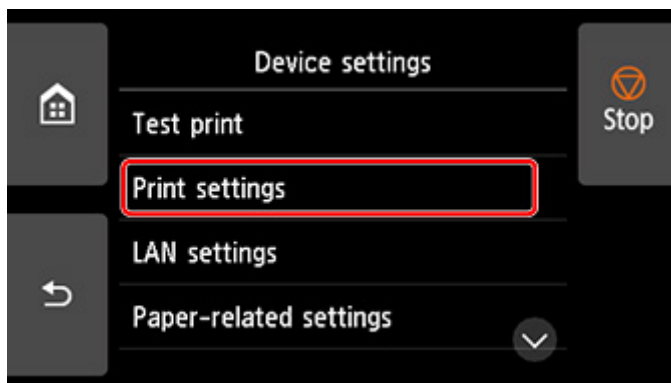 Device settings
Stop
Test print
Print settings
LAN settings
Paper-related settings